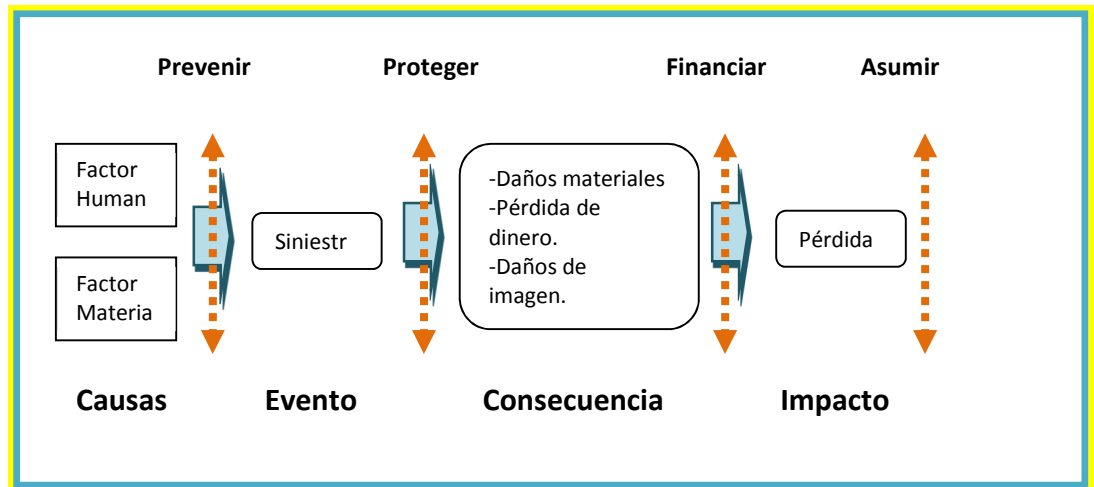 Prevenir Proteger Financiar Asumir
Factor
Human
Factor
Materia
Siniestr
-Daños materiales
-Pérdida de
dinero.
-Daños de
imagen.
Pérdida
Causas Evento Consecuencia Impacto